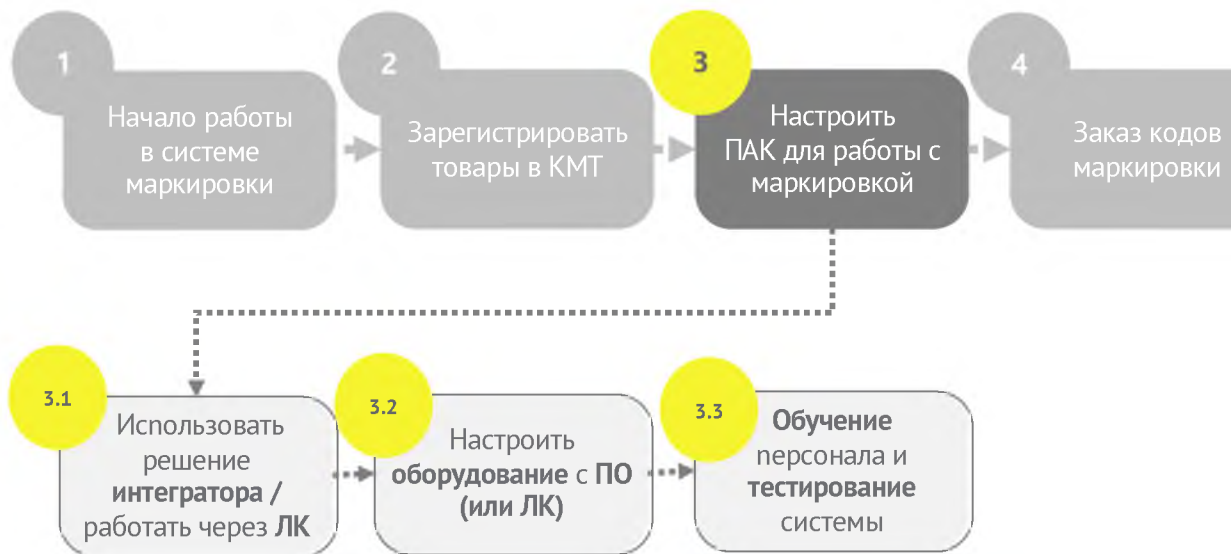 1
Начало работы
в системе
маркировки
2
Зарегистрировать
товары в КМТ
3
Настроить
ПАК для работы с
маркировкой
4
Заказ кодов
маркировки
3.1
Использовать
решение
интегратора /
работать через ЛК
3.2
Настроить
оборудование с ПО
(или ЛК)
3.3
Обучение
персонала и
тестирование
системы